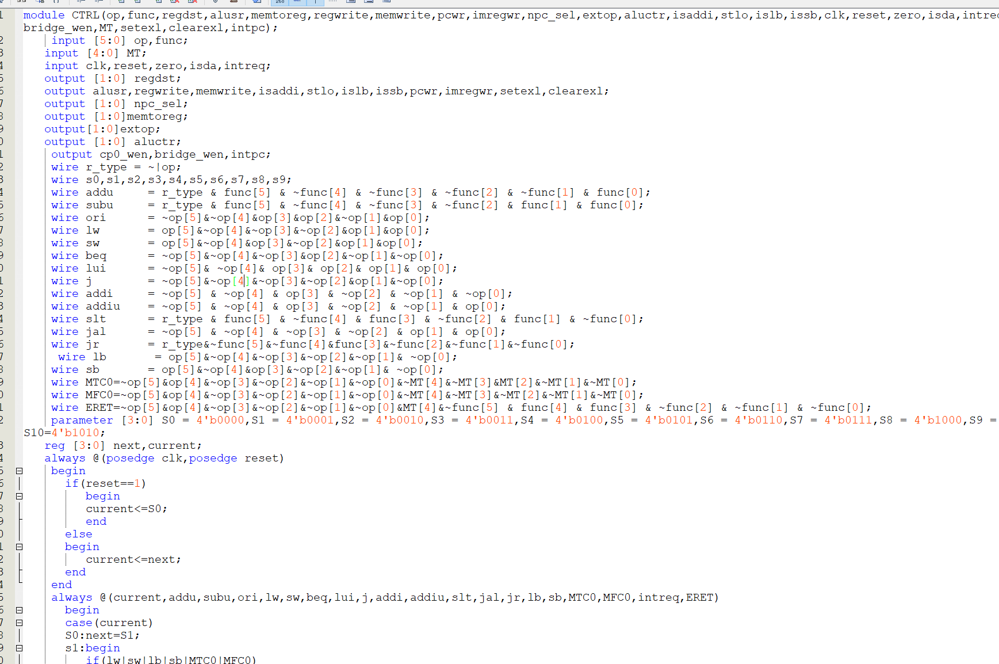 module CTRL(op,func,regdst,alusr,memtoreg,regwrite,memwrite,pcwr,imregwr,npc_sel,extop,aluctr,isaddi,stlo,islb,issb,clk,reset,zero,isda,intreq
bridge_wen,MT,setexl,clearexl,intpc);
input [5:0] op,func;
input [4:0] MT;
input clk,reset,zero,isda,intreq;
output [1:0] regdst;
output alusr,regwrite,memwrite,isaddi,stlo,islb,issb,pcwr,imregwr,setexl,clearexl;
output [1:0] npc_sel;
output [1:0]memtoreg;
output[1:0]extop;
output [1:0] aluctr;
output cp0_wen,bridge_wen,intpc;
wire r_type = ~|op;
wire s0,s1,s2,s3,s4,s5,s6,s7,s8,s9;
wire addu = r_type & func[5] & ~func[4] & ~func[3] & ~func[2] & ~func[1] & func[0];
wire subu = r_type & func[5] & ~func[4] & ~func[3] & ~func[2] & func[1] & func[0];
wire ori = ~op[5]&~op[4]&op[3]&op[2]&~op[1]&op[0];
wire lw = op[5]&~op[4]&~op[3]&~op[2]&op[1]&op[0];
wire sw = op[5]&~op[4]&op[3]&~op[2]&op[1]&op[0];
wire beq = ~op[5]&~op[4]&~op[3]&op[2]&~op[1]&~op[0];
wire lui = ~op[5]& ~op[4]& op[3]& op[2]& op[1]& op[0];
wire j = ~op[5]&~op[4]&~op[3]&~op[2]&op[1]&~op[0];
wire addi = ~op[5] & ~op[4] & op[3] & ~op[2] & ~op[1] & ~op[0];
wire addiu = ~op[5] & ~op[4] & op[3] & ~op[2] & ~op[1] & op[0];
wire slt = r_type & func[5] & ~func[4] & func[3] & ~func[2] & func[1] & ~func[0];
wire jal = ~op[5] & ~op[4] & ~op[3] & ~op[2] & op[1] & op[0];
wire jr = r_type&~func[5]&~func[4]&func[3]&~func[2]&~func[1]&~func[0];
wire lb = op[5]&~op[4]&~op[3]&~op[2]&~op[1]& ~op[0];
wire sb = op[5]&~op[4]&op[3]&~op[2]&~op[1]& ~op[0];
wire MTC0=~op[5]&op[4]&~op[3]&~op[2]&~op[1]&~op[0]&~MT[4]&~MT[3]&MT[2]&~MT[1]&~MT[0];
wire MFC0=~op[5]&op[4]&~op[3]&~op[2]&~op[1]&~op[0]&~MT[4]&~MT[3]&~MT[2]&~MT[1]&~MT[0];
wire ERET=~op[5]&op[4]&~op[3]&~op[2]&~op[1]&~op[0]&MT[4]&~func[5] & func[4] & func[3] & ~func[2] & ~func[1] & ~func[0];
parameter [3:0] S0 = 4'b0000,S1 = 4'b0001,S2 = 4'b0010,S3 = 4'b0011,S4 = 4'b0100,S5 = 4'b0101,S6 = 4'b0110,S7 = 4'b0111,S8 = 4'b1000,S9 =
S10=4'b1010;
reg [3:0] next,current;
always @(posedge clk,posedge reset)
begin
if(reset==1)
begin
current<=S0;
end
else
begin
current<=next;
end
end
always @(current,addu,subu,ori,lw,sw,beq,lui,j,addi,addiu,slt,jal,jr,lb,sb,MTC0,MFC0,intreq,ERET)
begin
case(current)
S0:next=S1;
s1:begin
if(lw|sw|lb|sb|MTC0|MFC0)